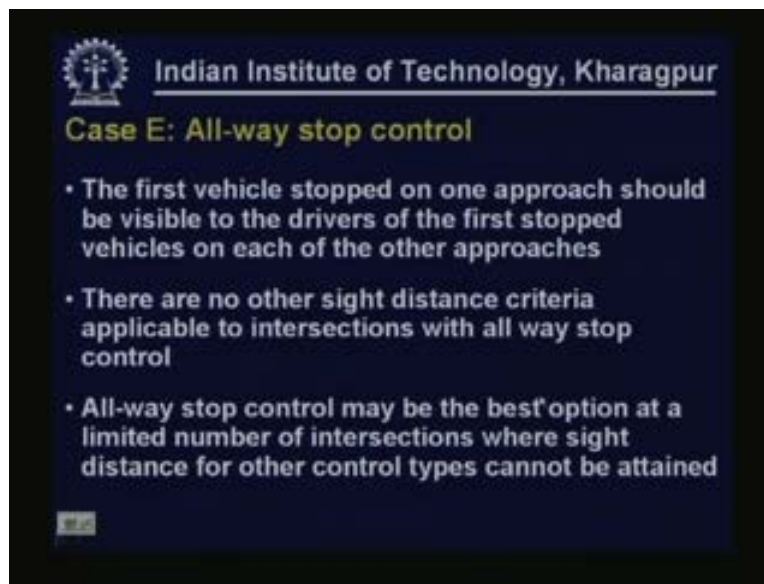 Indian Institute of Technology, Kharagpur
Case E: All-way stop control
• The first vehicle stopped on one approach should
be visible to the drivers of the first stopped
vehicles on each of the other approaches
• There are no other sight distance criteria
applicable to intersections with all way stop
control
• All-way stop control may be the best option at a
limited number of intersections where sight
distance for other control types cannot be attained